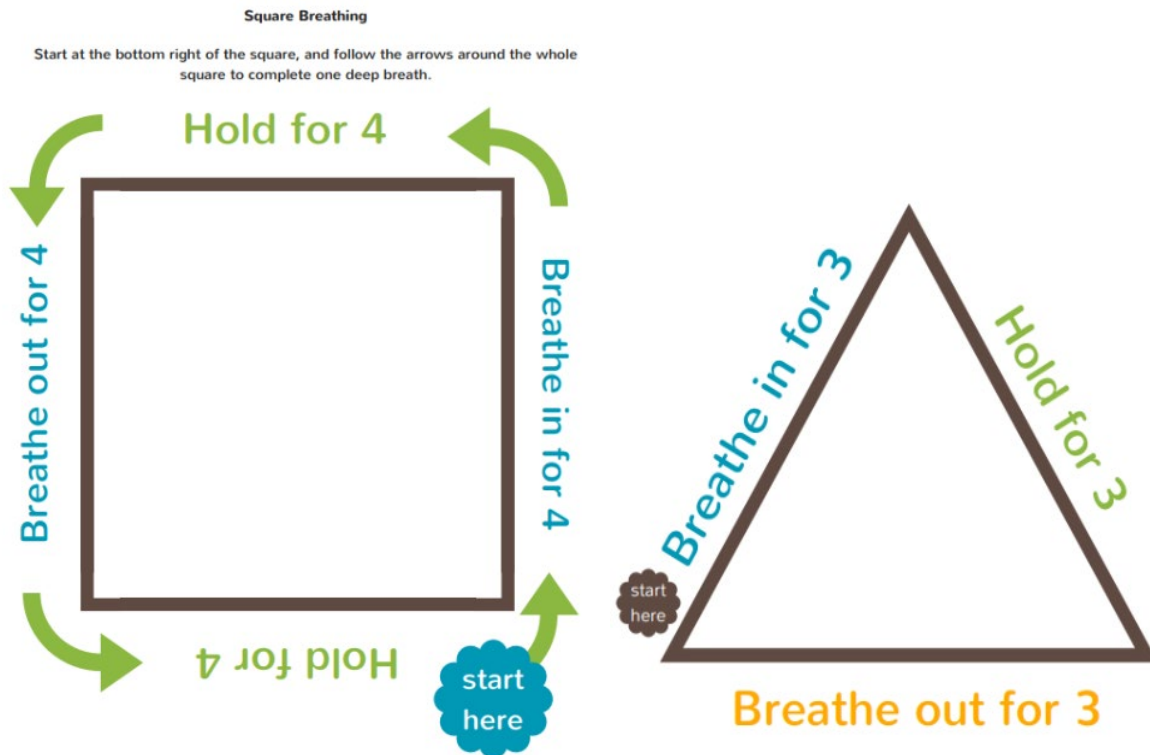 Square Breathing
Start at the bottom right of the square, and follow the arrows around the whole
square to complete one deep breath.
Hold for 4
Breathe out for 4
Breathe in for 4
Hold for 4
start
here
Breathe in for 3
Hold for 3
start
here
Breathe out for 3